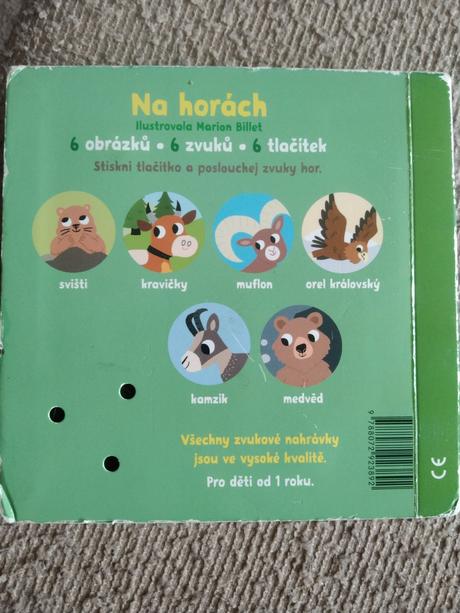 Na horách
Ilustrovala Marion Billet
6 obrázků • 6 zvuků • 6 tlačítek
Stiskni tlačítko a poslouchej zvuky hor.
svišti
kravičky
muflon
orel královský
kamzík
medvěd
Všechny zvukové nahrávky
jsou ve vysoké kvalitě.
Pro děti od 1 roku.
9788072923892
CE